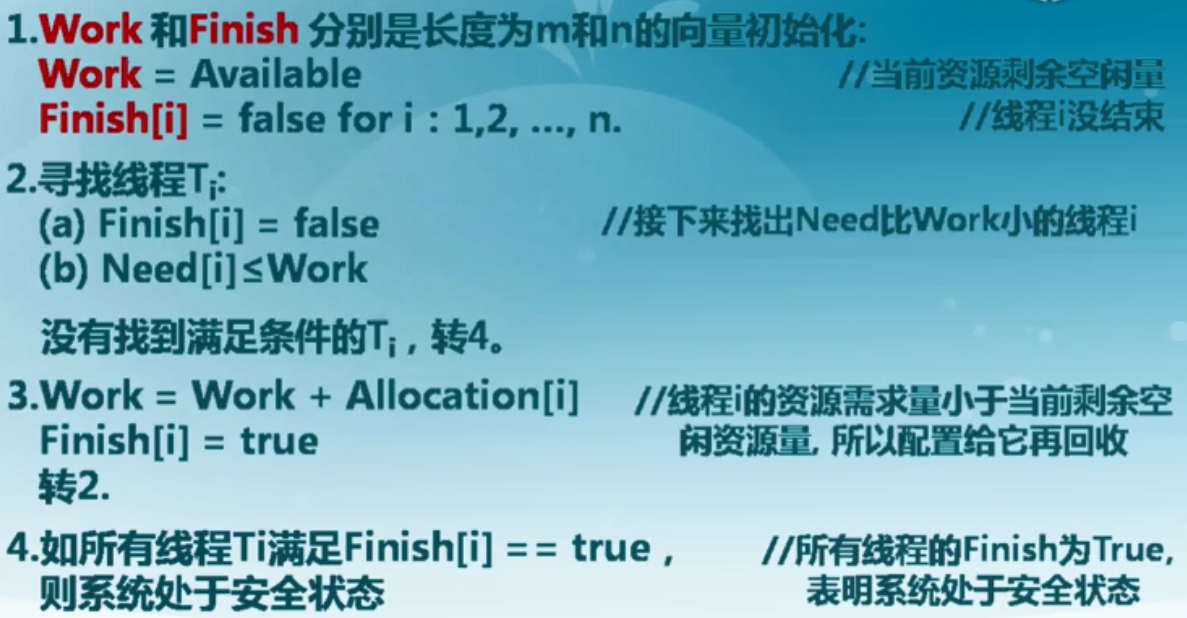 1.Work 和Finish 分别是长度为m和n的向量初始化:
Work = Available //当前资源剩余空闲量
Finish[i] = false for i : 1,2, ..., n. //线程i没结束
2.寻找线程Ti:
(a) Finish[i] = false //接下来找出Need比Work小的线程i
(b) Need[i]≤Work
没有找到满足条件的Ti，转4。
3.Work = Work + Allocation[i] //线程i的资源需求量小于当前剩余空
Finish[i] = true 闲资源量, 所以配置给它再回收
转2.
4.如所有线程Ti满足Finish[i] == true， //所有线程的Finish为True,
则系统处于安全状态 表明系统处于安全状态